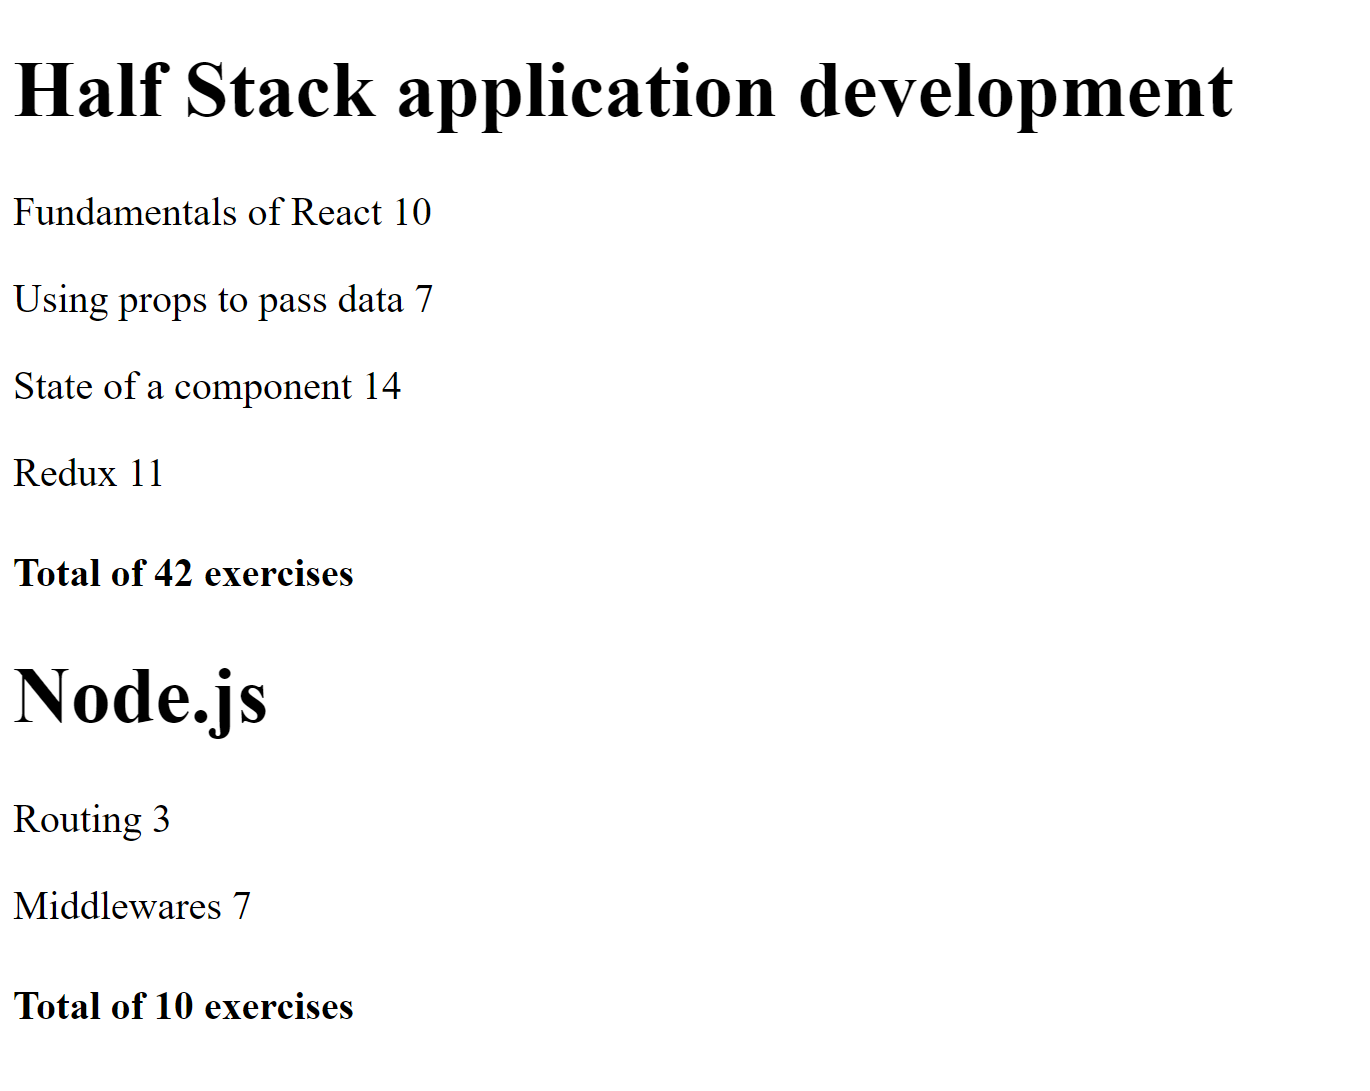 Half Stack application development
Fundamentals of React 10
Using props to pass data 7
State of a component 14
Redux 11
Total of 42 exercises
Node.js
Routing 3
Middlewares 7
Total of 10 exercises